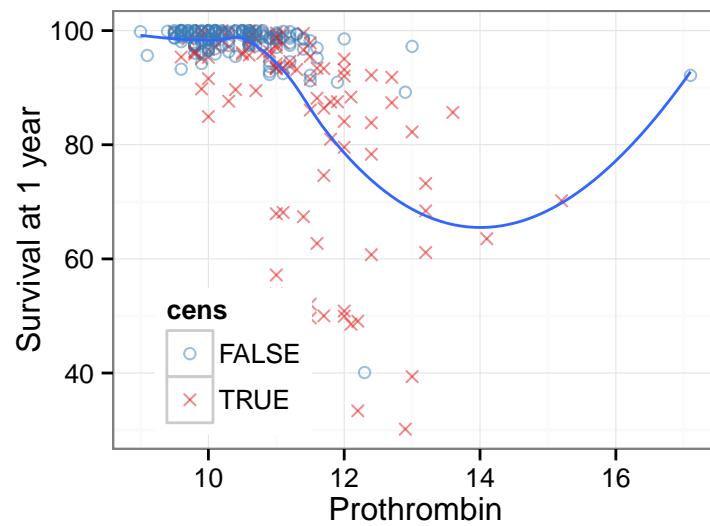 100
80
60
40
Survival at 1 year
cens
FALSE
TRUE
10 12 14 16
Prothrombin